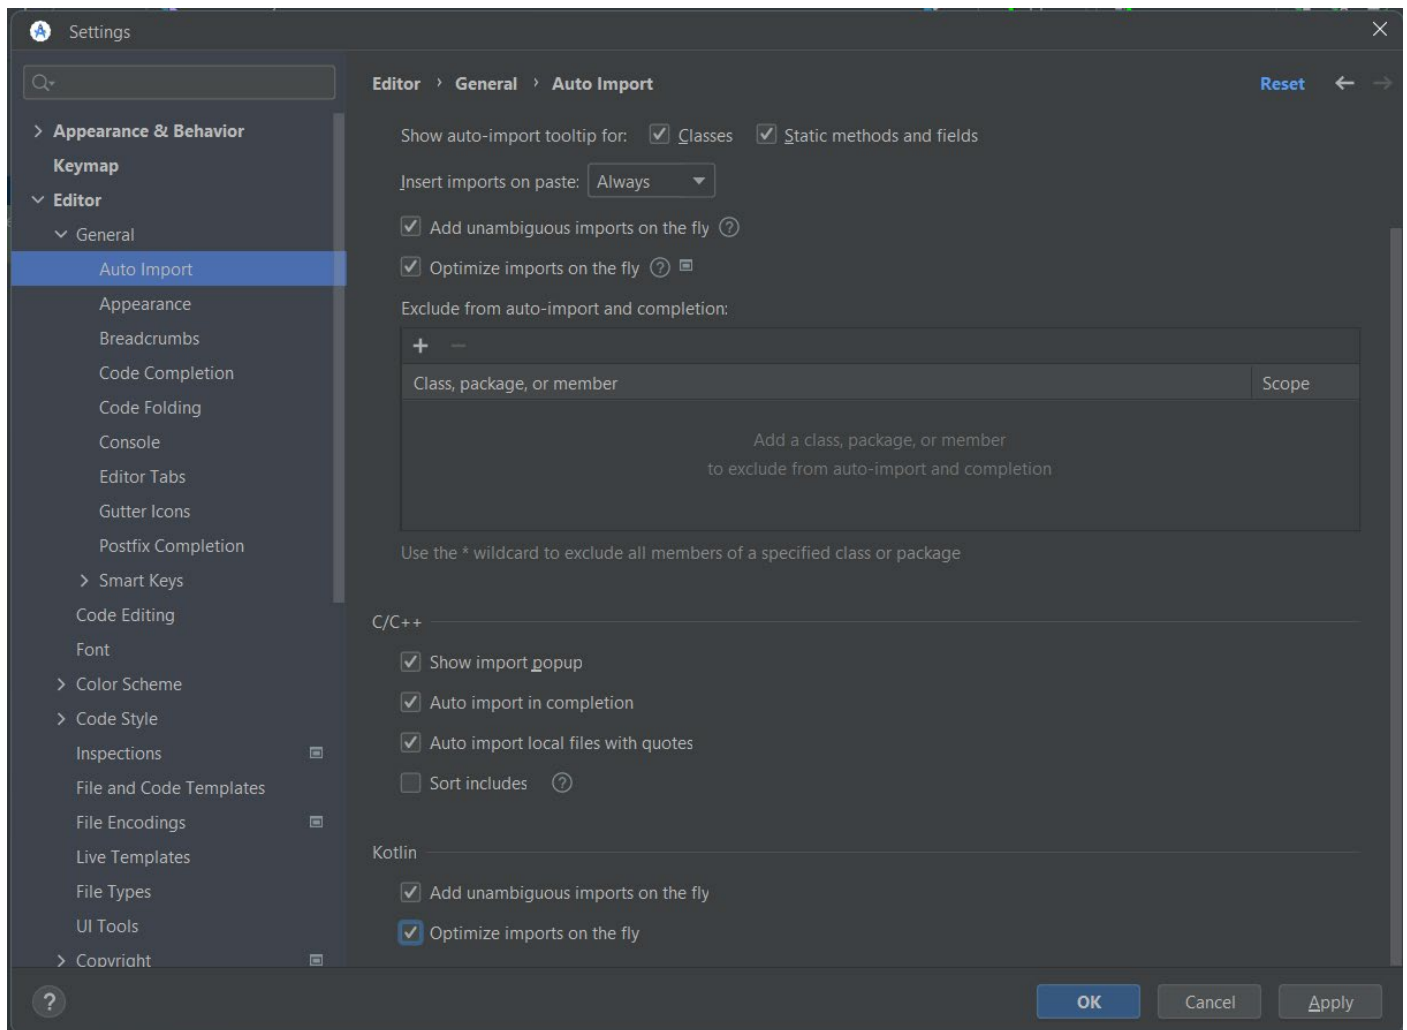 Settings
Editor › General › Auto Import
Reset
Appearance & Behavior
Keymap
Editor
General
Auto Import
Appearance
Breadcrumbs
Code Completion
Code Folding
Console
Editor Tabs
Gutter Icons
Postfix Completion
Smart Keys
Code Editing
Font
Color Scheme
Code Style
Inspections
File and Code Templates
File Encodings
Live Templates
File Types
UI Tools
Copyright
Show auto-import tooltip for: Classes Static methods and fields
Insert imports on paste: Always
Add unambiguous imports on the fly ?
Optimize imports on the fly ?
Exclude from auto-import and completion:
Class, package, or member Scope
Add a class, package, or member
to exclude from auto-import and completion
Use the * wildcard to exclude all members of a specified class or package
C/C++
Show import popup
Auto import in completion
Auto import local files with quotes
Sort includes ?
Kotlin
Add unambiguous imports on the fly
Optimize imports on the fly
? OK Cancel Apply